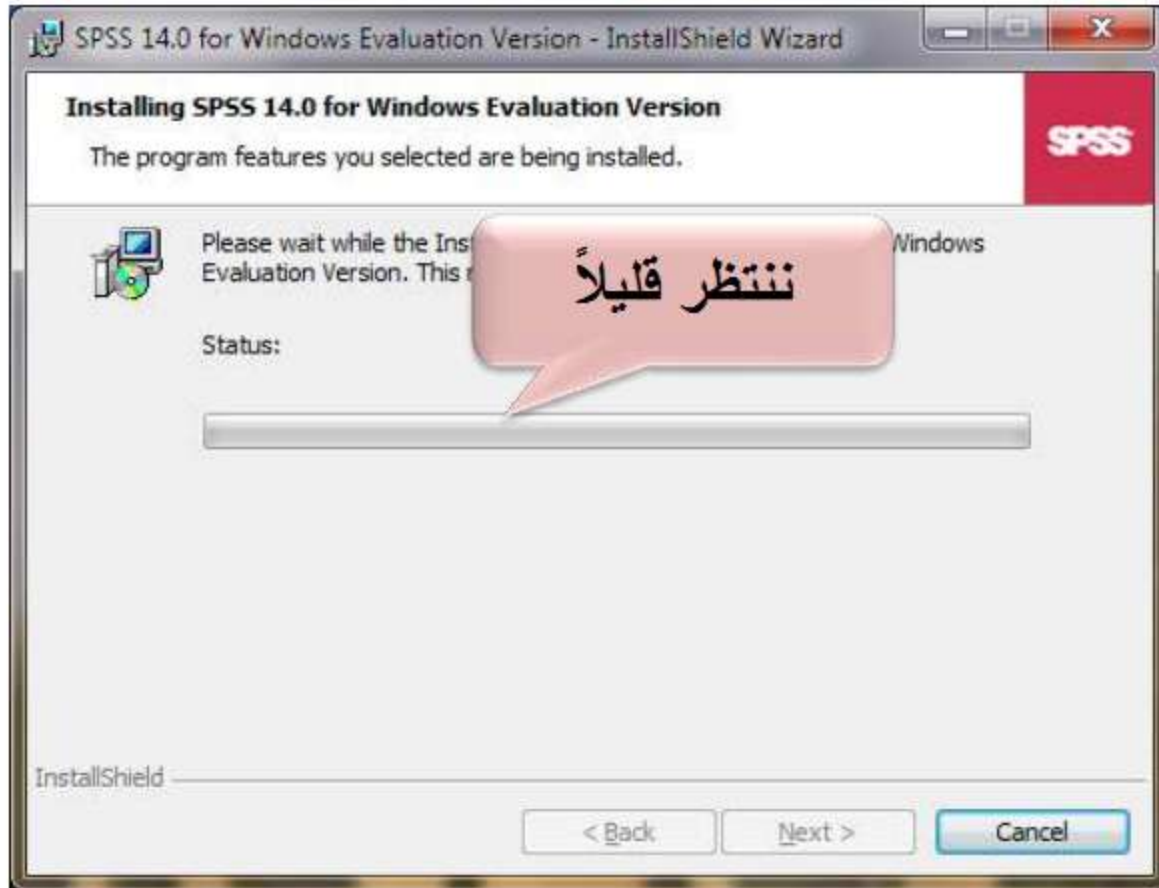 SPSS 14.0 for Windows Evaluation Version - InstallShield Wizard
Installing SPSS 14.0 for Windows Evaluation Version
The program features you selected are being installed.
SPSS
Please wait while the Windows
Evaluation Version. This
ننتظر قليلاً
Status:
InstallShield
< Back Next > Cancel